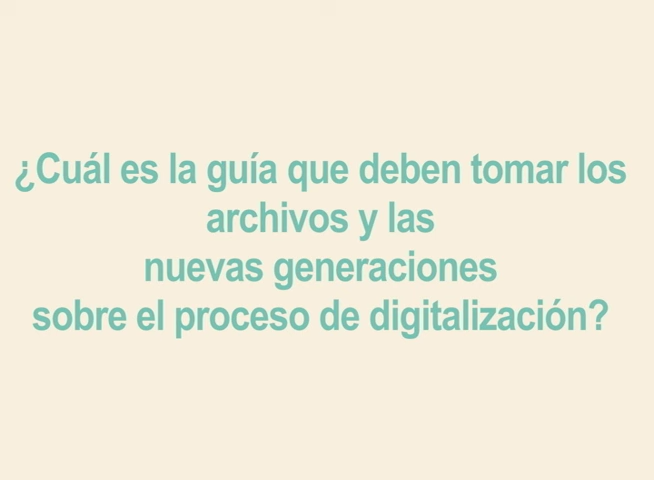 ¿Cuál es la guía que deben tomar los
archivos y las
nuevas generaciones
sobre el proceso de digitalización?